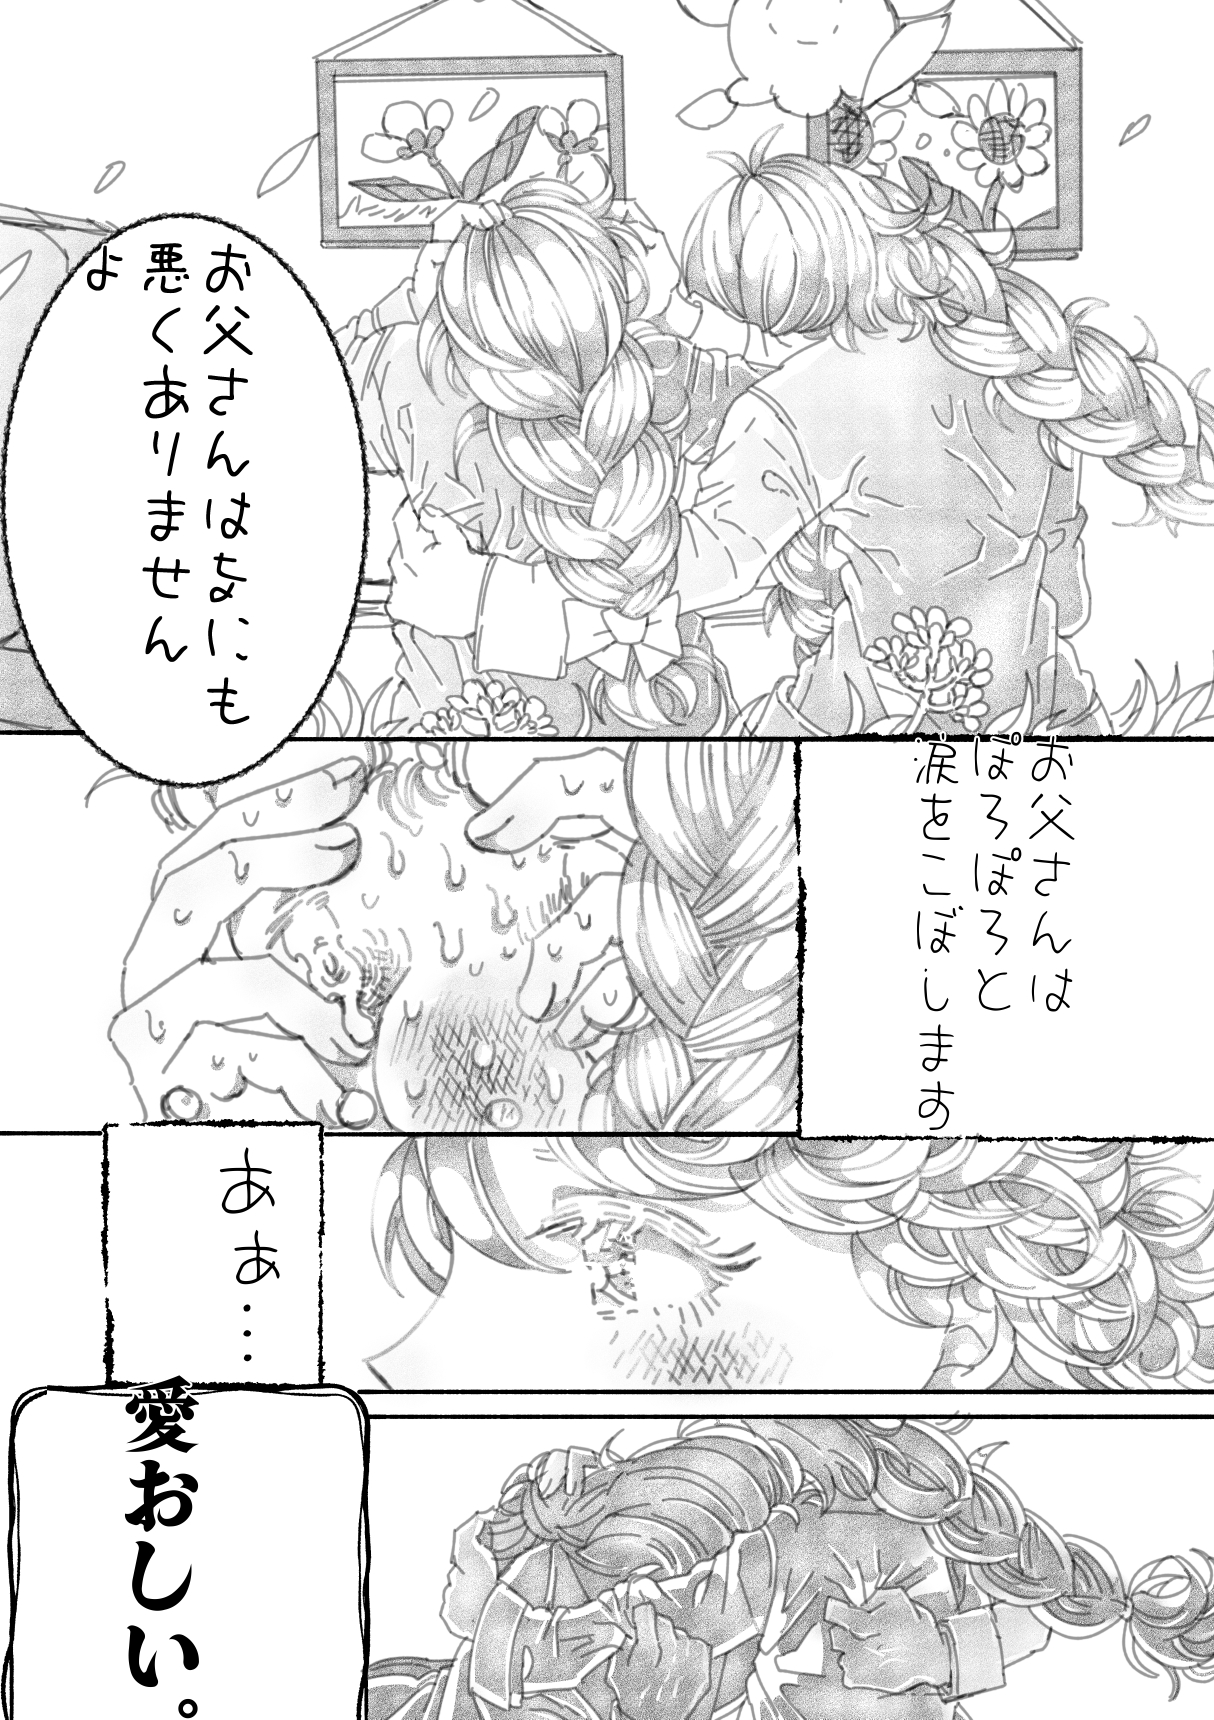 お父さんはなにも
悪くありません
よ
お父さんは
ぽろぽろと
涙をこぼします
あぁ…
愛おしい。